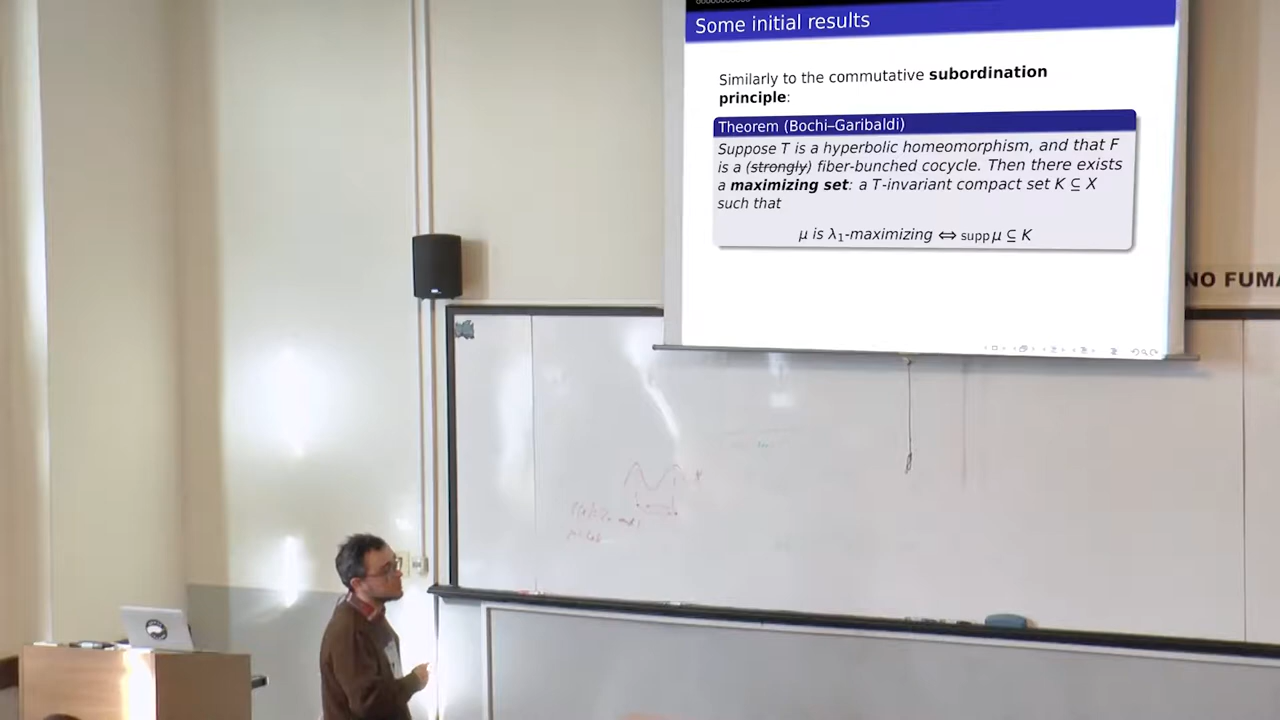 Some initial results
Similarly to the commutative subordination
principle:
Theorem (Bochi–Garibaldi)
Suppose T is a hyperbolic homeomorphism, and that F
is a (strongly) fiber-bunched cocycle. Then there exists
a maximizing set: a T-invariant compact set K ⊆ X
such that
μ is λ₁-maximizing ⇔ supp μ ⊆ K
NO FUMA